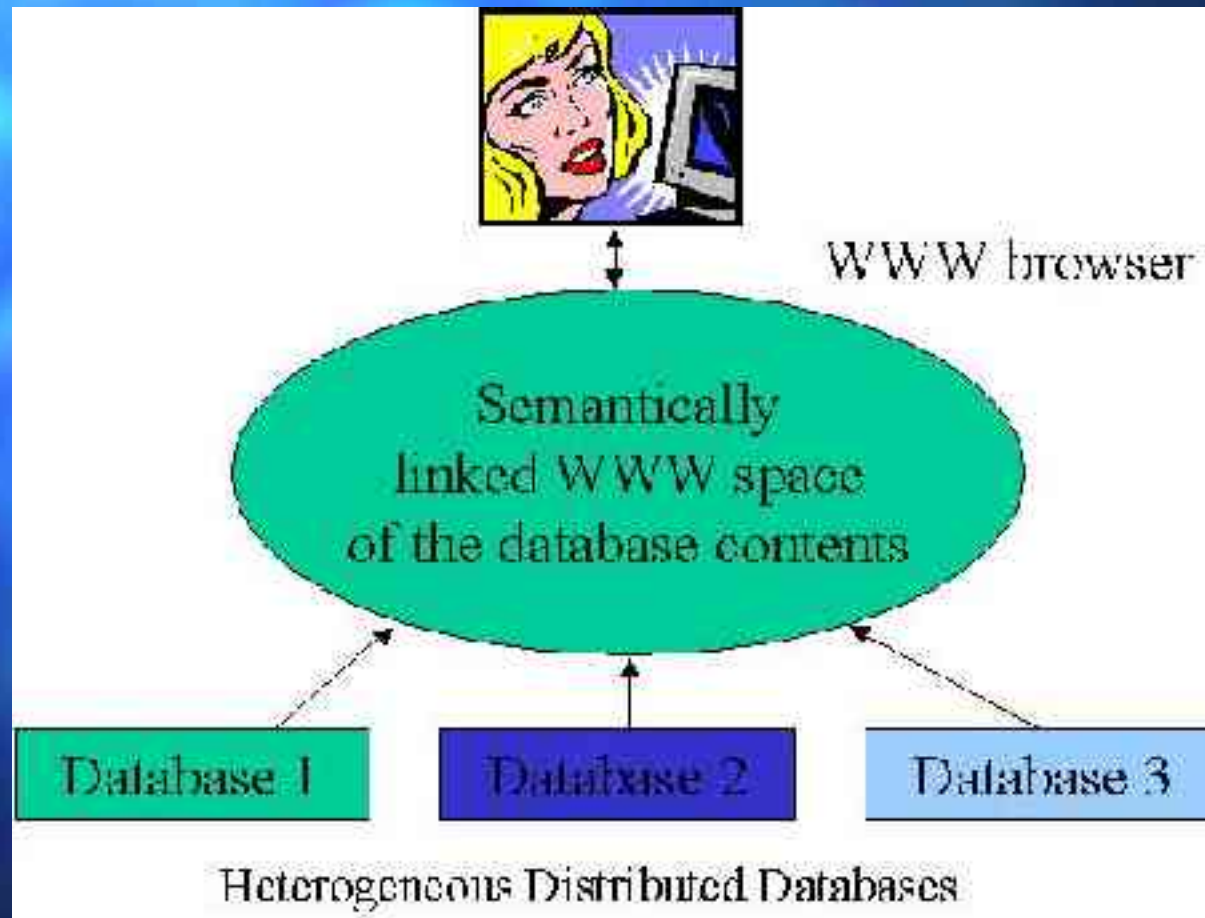 WWW browser
Semantically
linked WWW space
of the database contents
Database 1
Database 2
Database 3
Heterogeneous Distributed Databases